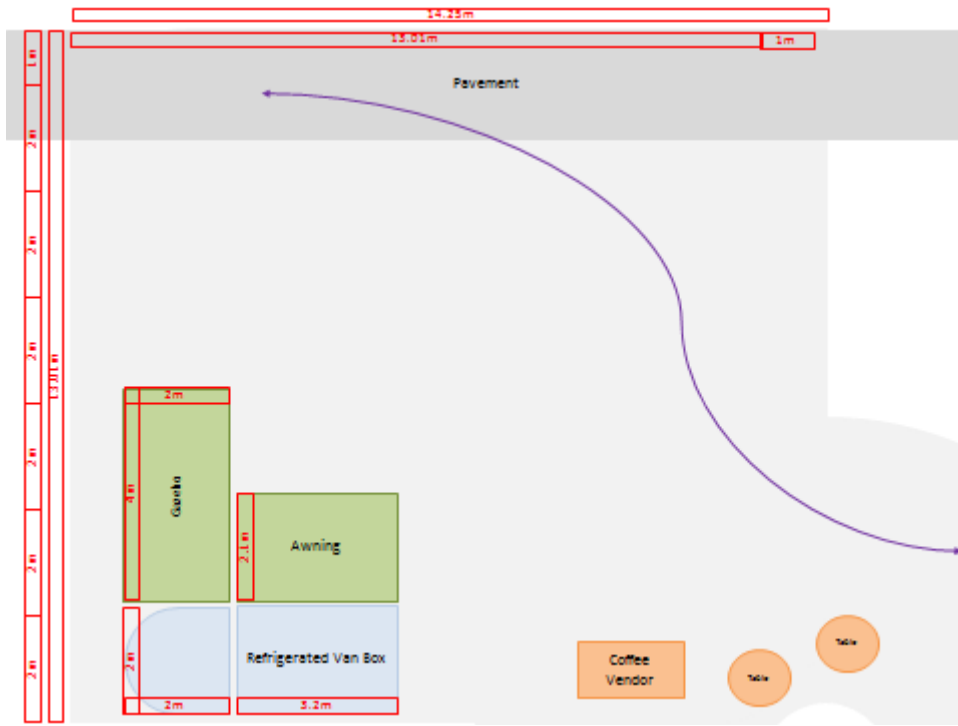 14.25m
13.01m
1m
1m
Pavement
2m
2m
2m
13.01m
2m
2m
4m
Gazebo
2m
2.1m
Awning
2m
2m
2m
Refrigerated Van Box
2m
3.2m
Coffee
Vendor
Table
Table